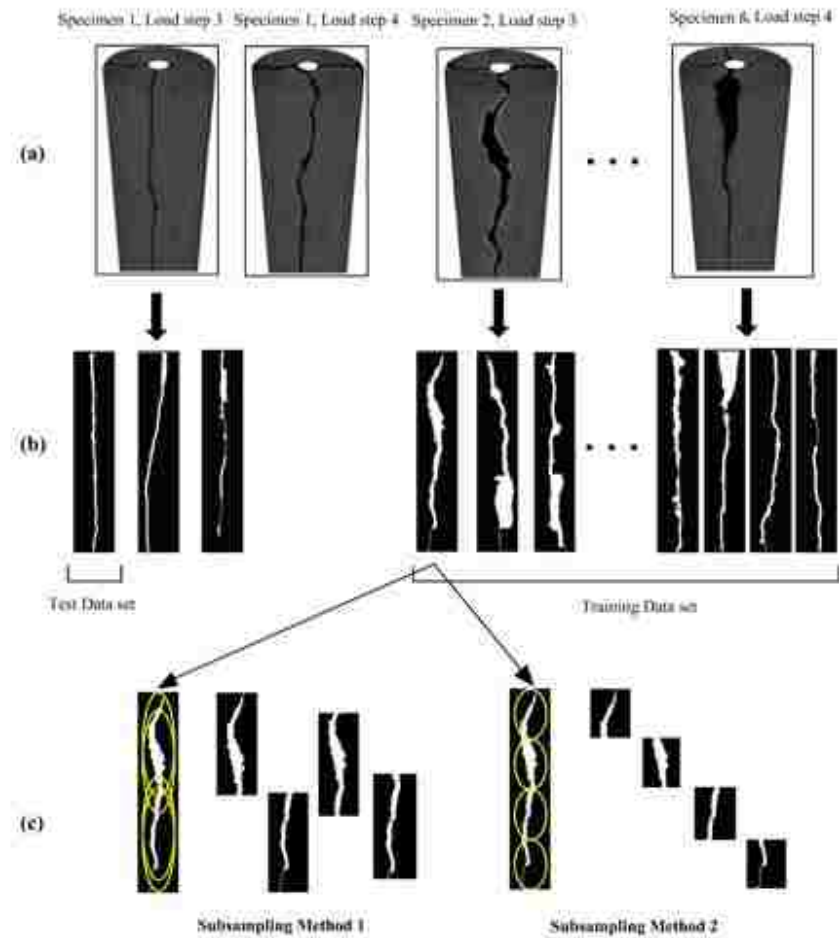 Specimen 1, Load step 3
Specimen 1, Load step 4
Specimen 2, Load step 3
Specimen 8, Load step 4
(a)
(b)
Test Data set
Training Data set
(c)
Subsampling Method 1
Subsampling Method 2